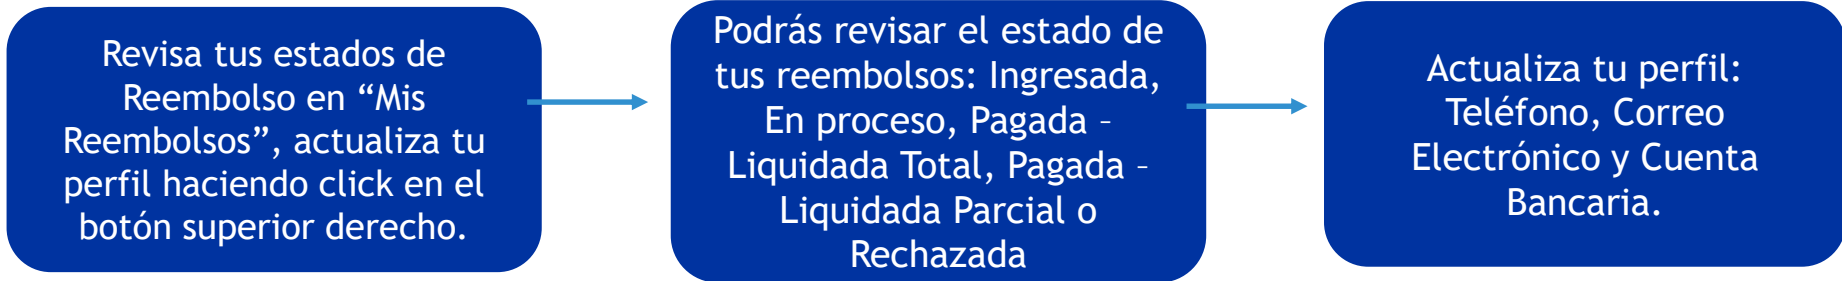 Revisa tus estados de
Reembolso en “Mis
Reembolsos”, actualiza tu
perfil haciendo click en el
botón superior derecho.
Podrás revisar el estado de
tus reembolsos: Ingresada,
En proceso, Pagada –
Liquidada Total, Pagada –
Liquidada Parcial o
Rechazada
Actualiza tu perfil:
Teléfono, Correo
Electrónico y Cuenta
Bancaria.